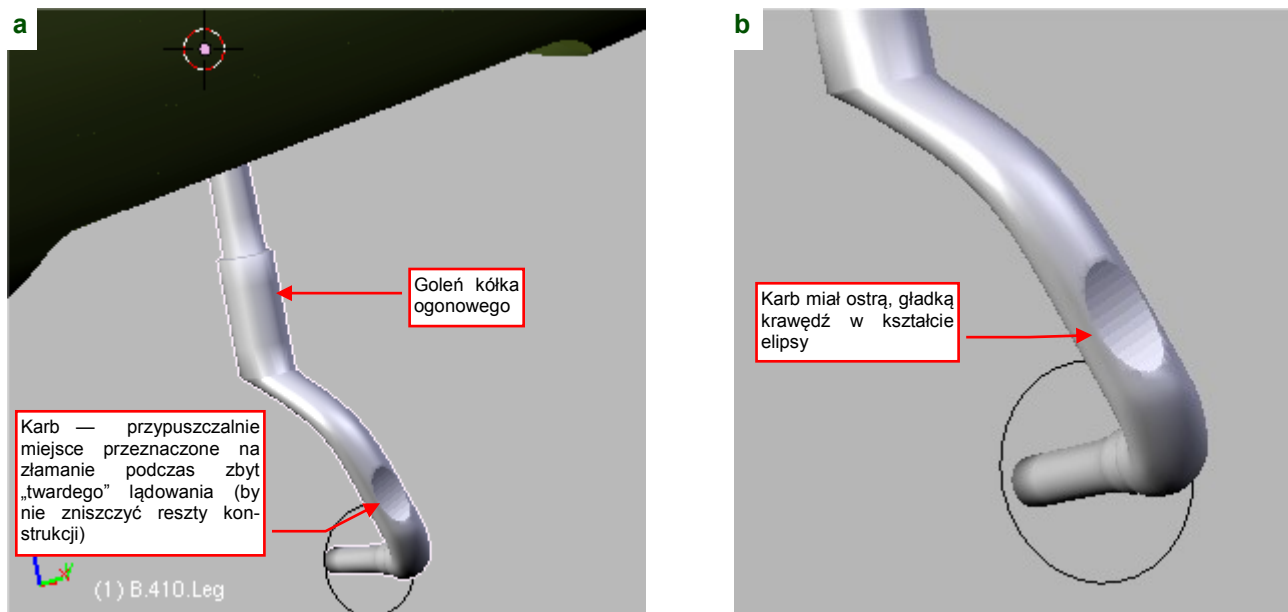 a
Goleń kółka
ogonowego
Karb — przypuszczalnie
miejsce przeznaczone na
złamanie podczas zbyt
„twardego” lądowania (by
nie zniszczyć reszty kon-
strukcji)
x
(1) B.410.Leg
b
Karb miał ostrą, gładką
krawędź w kształcie
elipsy